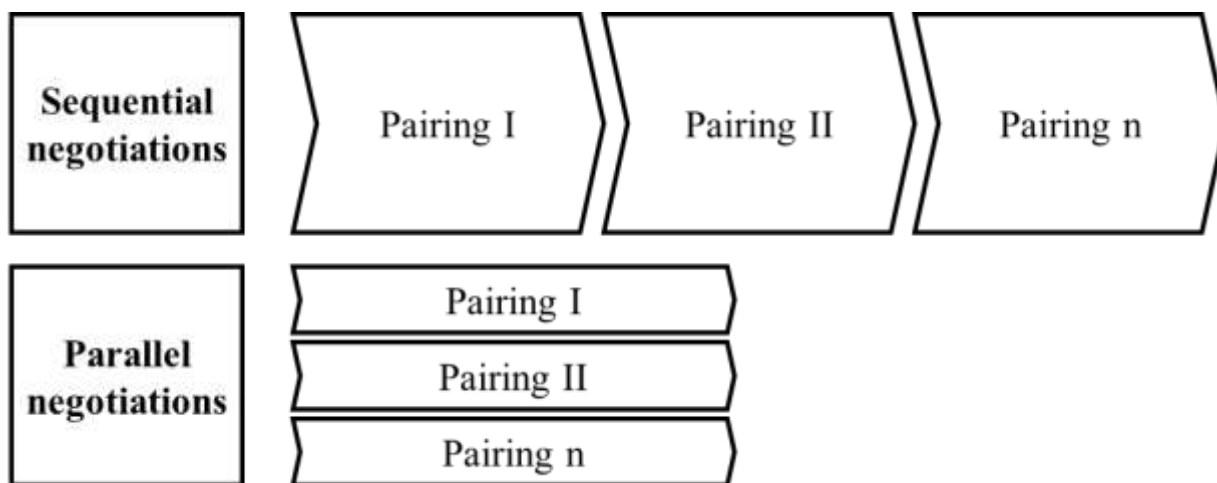 Sequential
negotiations
Pairing I
Pairing II
Pairing n
Parallel
negotiations
Pairing I
Pairing II
Pairing n